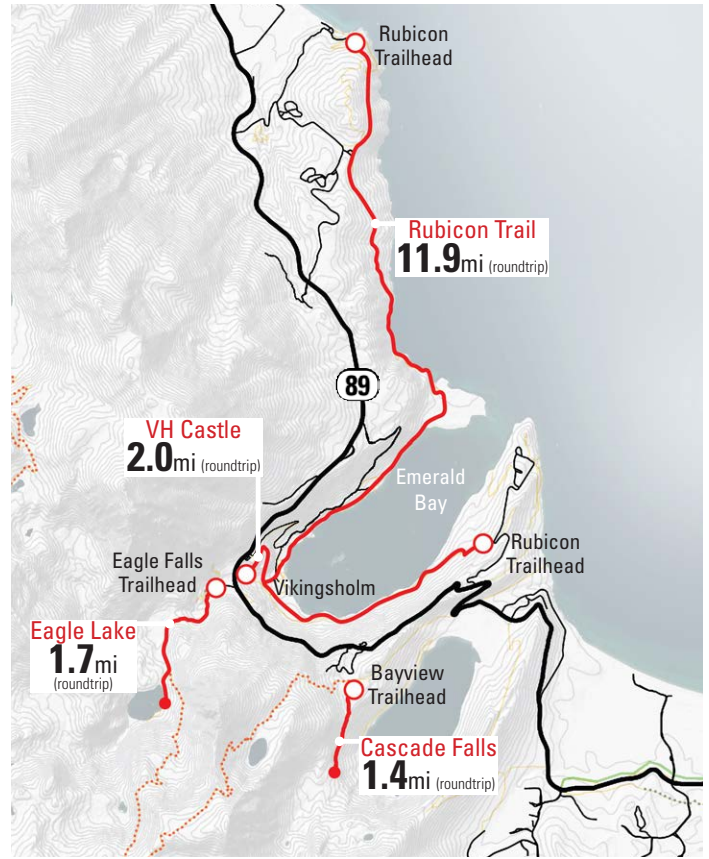 Rubicon
Trailhead
Rubicon Trail
11.9mi (roundtrip)
89
VH Castle
2.0mi (roundtrip)
Emerald
Bay
Rubicon
Trailhead
Eagle Falls
Trailhead
Vikingsholm
Eagle Lake
1.7mi
(roundtrip)
Bayview
Trailhead
Cascade Falls
1.4mi (roundtrip)